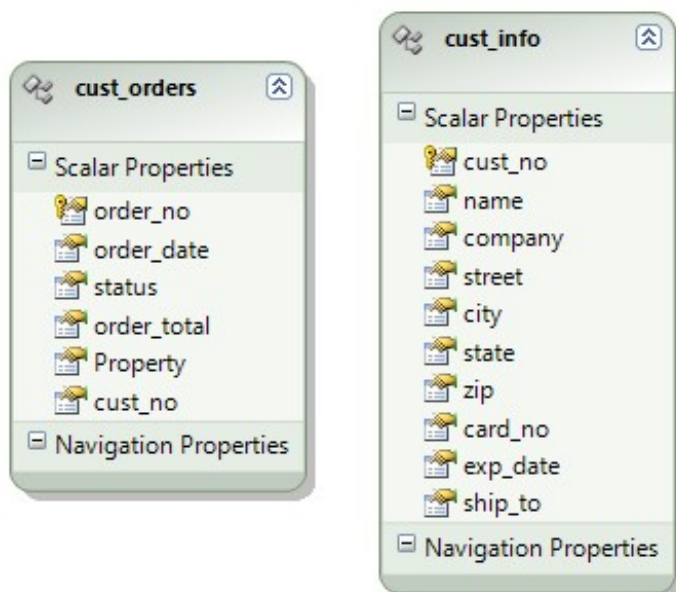 cust_orders
Scalar Properties
order_no
order_date
status
order_total
Property
cust_no
Navigation Properties
cust_info
Scalar Properties
cust_no
name
company
street
city
state
zip
card_no
exp_date
ship_to
Navigation Properties